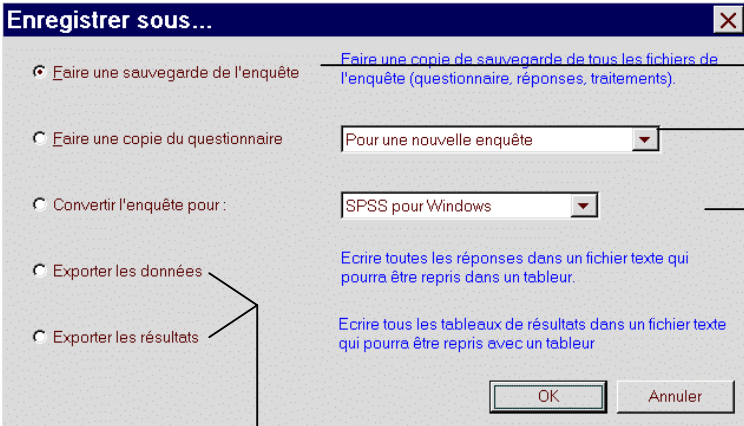 Enregistrer sous...
Faire une sauvegarde de l'enquête
Faire une copie de sauvegarde de tous les fichiers de
l'enquête (questionnaire, réponses, traitements).
Faire une copie du questionnaire
Pour une nouvelle enquête
Convertir l'enquête pour :
SPSS pour Windows
Exporter les données
Ecrire toutes les réponses dans un fichier texte qui
pourra être repris dans un tableur.
Exporter les résultats
Ecrire tous les tableaux de résultats dans un fichier texte
qui pourra être repris avec un tableur
OK
Annuler